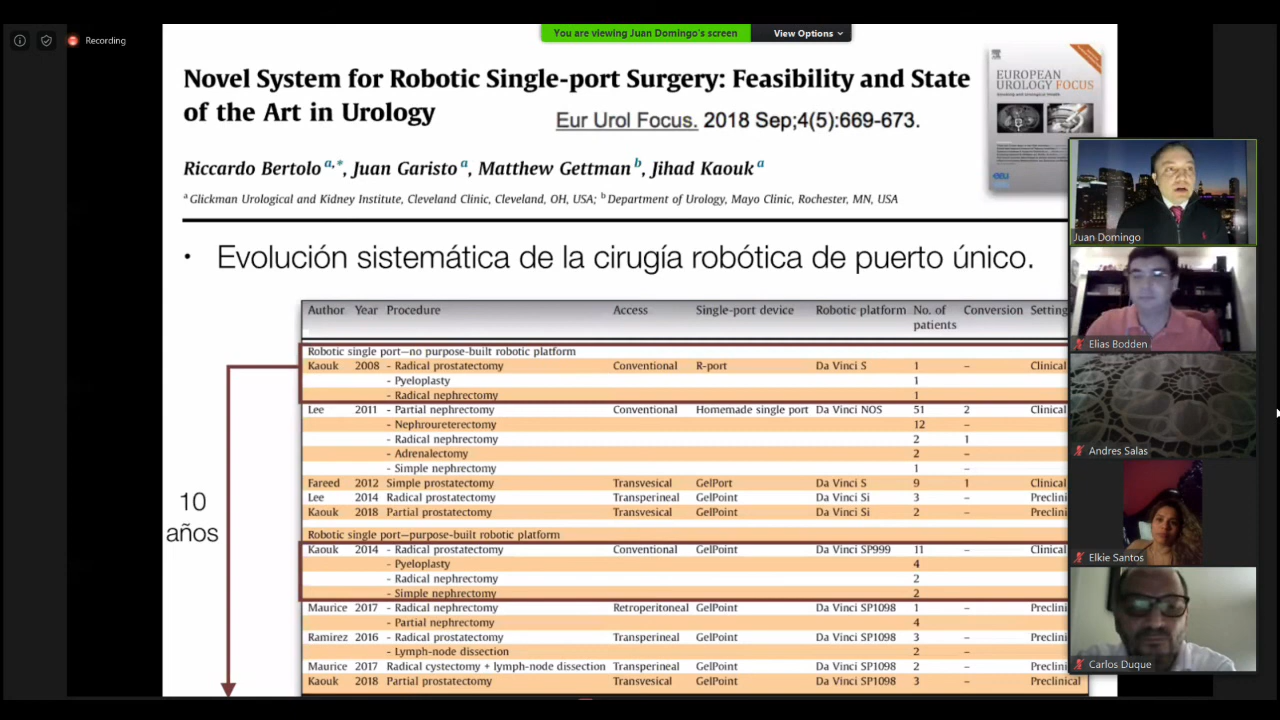 Recording
You are viewing Juan Domingo's screen
View Options
Novel System for Robotic Single-port Surgery: Feasibility and State
of the Art in Urology
Eur Urol Focus. 2018 Sep;4(5):669-673.
EUROPEAN
UROLOGY FOCUS
Riccardo Bertolo a,*, Juan Garisto a, Matthew Gettman b, Jihad Kaouk a
a Glickman Urological and Kidney Institute, Cleveland Clinic, Cleveland, OH, USA; b Department of Urology, Mayo Clinic, Rochester, MN, USA
• Evolución sistemática de la cirugía robótica de puerto único.
Author Year Procedure Access Single-port device Robotic platform No. of Conversion Setting
patients
Robotic single port—no purpose-built robotic platform
Kaouk 2008 - Radical prostatectomy Conventional R-port Da Vinci S 1 – Clinical
- Pyeloplasty 1
- Radical nephrectomy 1
Lee 2011 - Partial nephrectomy Conventional Homemade single port Da Vinci NOS 51 2 Clinical
- Nephroureterectomy 12 –
- Radical nephrectomy 2 1
- Adrenalectomy 2 –
- Simple nephrectomy 1 –
Fareed 2012 Simple prostatectomy Transvesical GelPort Da Vinci S 9 1 Clinical
Lee 2014 Radical prostatectomy Transperineal GelPoint Da Vinci Si 3 – Preclini
Kaouk 2018 Partial prostatectomy Transvesical GelPoint Da Vinci Si 2 – Preclini
Robotic single port—purpose-built robotic platform
Kaouk 2014 - Radical prostatectomy Conventional GelPoint Da Vinci SP999 11 – Clinical
- Pyeloplasty 4
- Radical nephrectomy 2
- Simple nephrectomy 2
Maurice 2017 - Radical nephrectomy Retroperitoneal GelPoint Da Vinci SP1098 1 – Preclini
- Partial nephrectomy 4
Ramirez 2016 - Radical prostatectomy Transperineal GelPoint Da Vinci SP1098 3 – Preclini
- Lymph-node dissection 2
Maurice 2017 Radical cystectomy + lymph-node dissection Transperineal GelPoint Da Vinci SP1098 2 – Preclini
Kaouk 2018 Partial prostatectomy Transvesical GelPoint Da Vinci SP1098 3 – Preclinical
10
años
Juan Domingo
Elias Bodden
Andres Salas
Elkie Santos
Carlos Duque